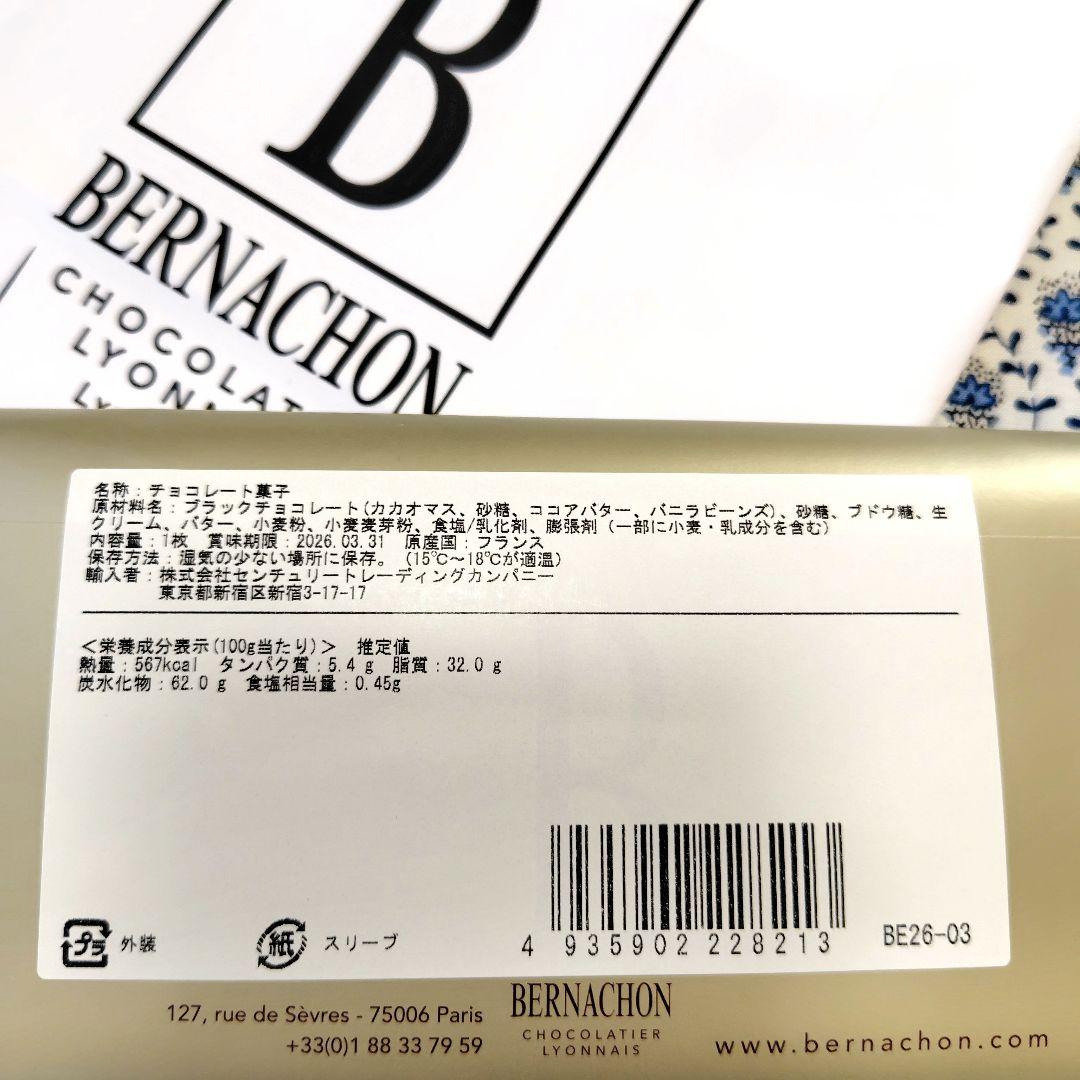 B
BERNACHON
CHOCOLAT
LYONN
名称:チョコレート菓子
原材料名:ブラックチョコレート(カカオマス、砂糖、ココアバター、バニラビーンズ)、砂糖、ブドウ糖、生
クリーム、バター、小麦粉、小麦麦芽粉、食塩/乳化剤、膨張剤(一部に小麦・乳成分を含む)
内容量:1枚 賞味期限:2026.03.31 原産国:フランス
保存方法:湿気の少ない場所に保存。(15℃~18℃が適温)
輸入者:株式会社センチュリートレーディングカンパニー
東京都新宿区新宿3-17-17
<栄養成分表示(100g当たり)> 推定値
熱量:567kcal タンパク質:5.4 g 脂質:32.0 g
炭水化物:62.0 g 食塩相当量:0.45g
プラ 外装 紙 スリーブ 4 935902 228213 BE26-03
127, rue de Sèvres - 75006 Paris
+33(0)1 88 33 79 59
BERNACHON
CHOCOLATIER
LYONNAIS
www.bernachon.com